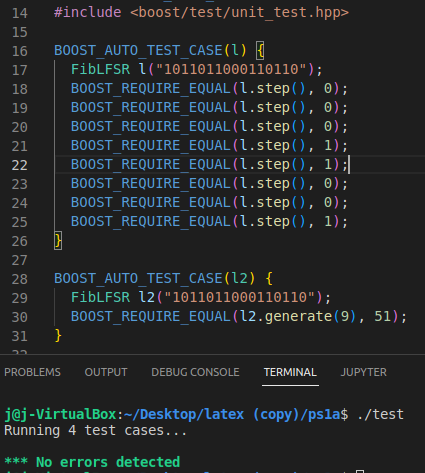 14 #include <boost/test/unit_test.hpp>
15
16 BOOST_AUTO_TEST_CASE(l) {
17   FibLFSR l("1011011000110110");
18   BOOST_REQUIRE_EQUAL(l.step(), 0);
19   BOOST_REQUIRE_EQUAL(l.step(), 0);
20   BOOST_REQUIRE_EQUAL(l.step(), 0);
21   BOOST_REQUIRE_EQUAL(l.step(), 1);
22   BOOST_REQUIRE_EQUAL(l.step(), 1);
23   BOOST_REQUIRE_EQUAL(l.step(), 0);
24   BOOST_REQUIRE_EQUAL(l.step(), 0);
25   BOOST_REQUIRE_EQUAL(l.step(), 1);
26 }
27
28 BOOST_AUTO_TEST_CASE(l2) {
29   FibLFSR l2("1011011000110110");
30   BOOST_REQUIRE_EQUAL(l2.generate(9), 51);
31 }
PROBLEMS OUTPUT DEBUG CONSOLE TERMINAL JUPYTER
j@j-VirtualBox:~/Desktop/latex (copy)/ps1a$ ./test
Running 4 test cases...
*** No errors detected